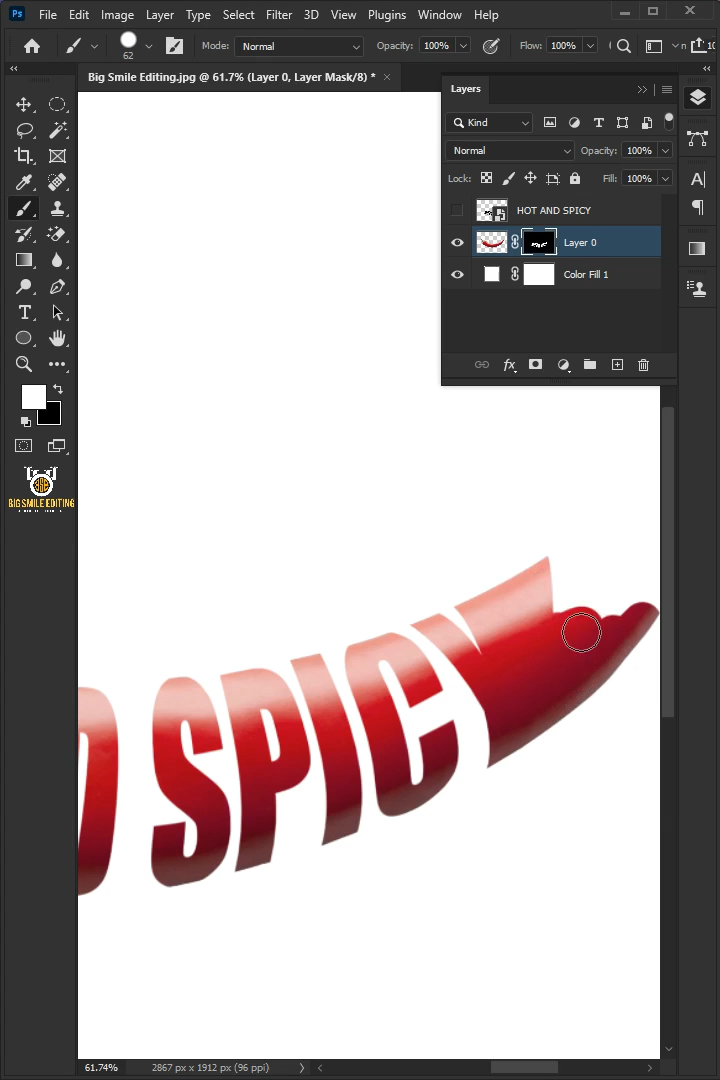 Ps File Edit Image Layer Type Select Filter 3D View Plugins Window Help
62 Mode: Normal Opacity: 100% Flow: 100%
Big Smile Editing.jpg @ 61.7% (Layer 0, Layer Mask/8) * ×
Layers
Kind
Normal Opacity: 100%
Lock: Fill: 100%
HOT AND SPICY
Layer 0
Color Fill 1
BIG SMILE EDITING
D SPICY
61.74% 2867 px x 1912 px (96 ppi)